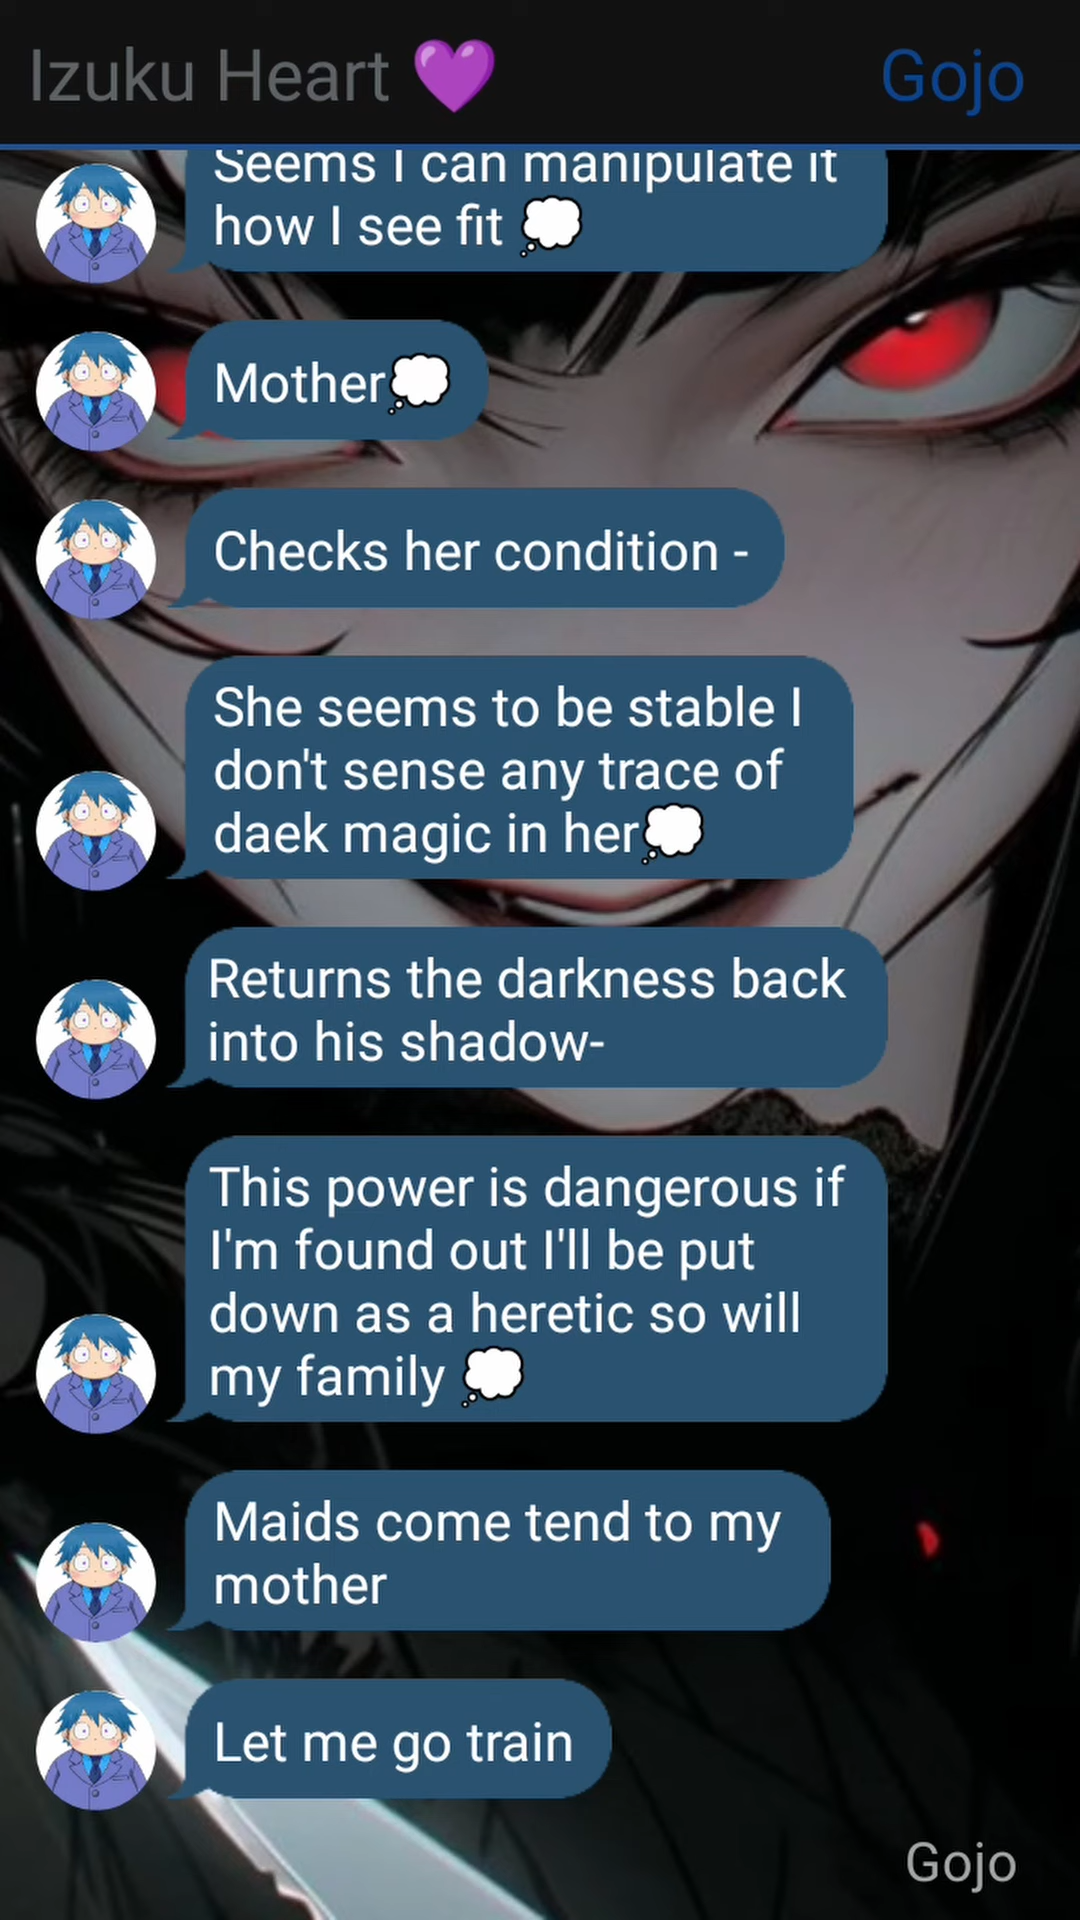 Izuku Heart 💜
Gojo
Seems I can manipulate it
how I see fit 💭
Mother💭
Checks her condition -
She seems to be stable I
don't sense any trace of
daek magic in her💭
Returns the darkness back
into his shadow-
This power is dangerous if
I'm found out I'll be put
down as a heretic so will
my family 💭
Maids come tend to my
mother
Let me go train
Gojo